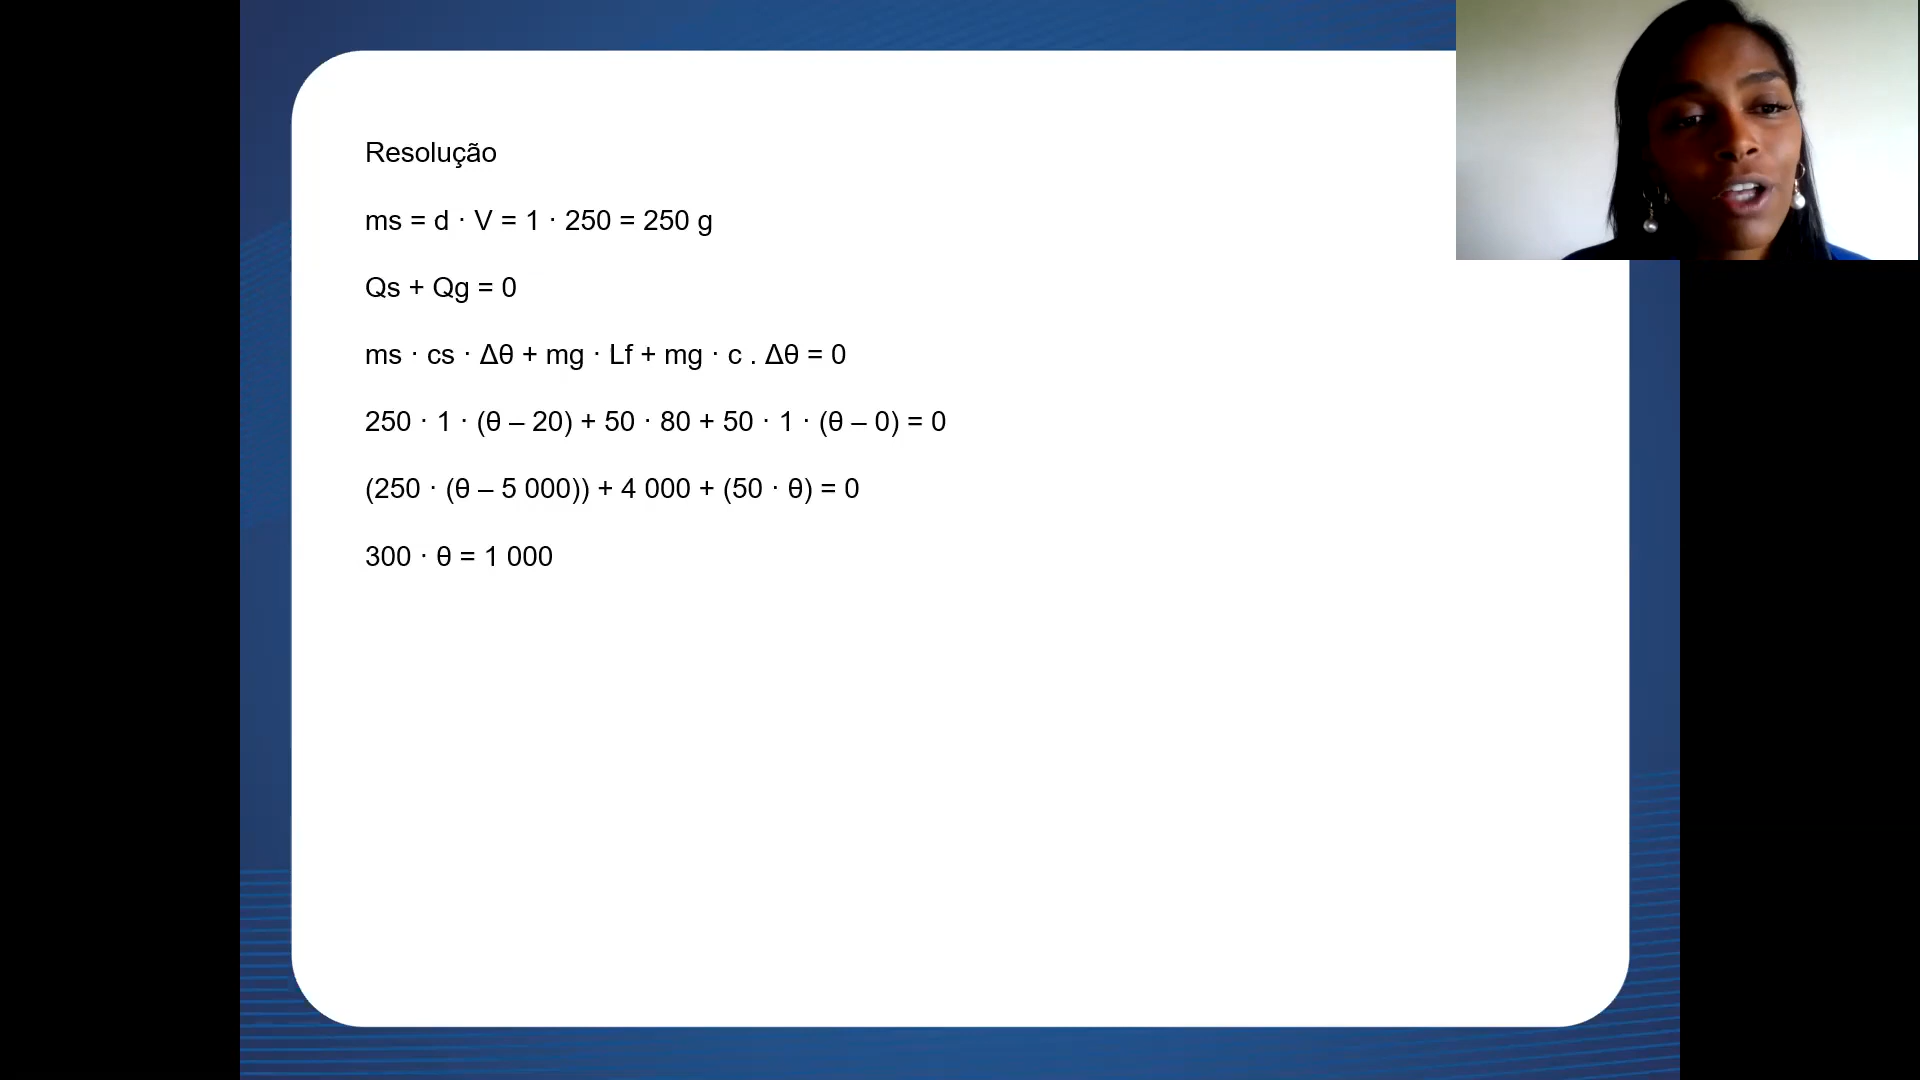 Resolução
ms = d · V = 1 · 250 = 250 g
Qs + Qg = 0
ms · cs · Δθ + mg · Lf + mg · c . Δθ = 0
250 · 1 · (θ – 20) + 50 · 80 + 50 · 1 · (θ – 0) = 0
(250 · (θ – 5 000)) + 4 000 + (50 · θ) = 0
300 · θ = 1 000